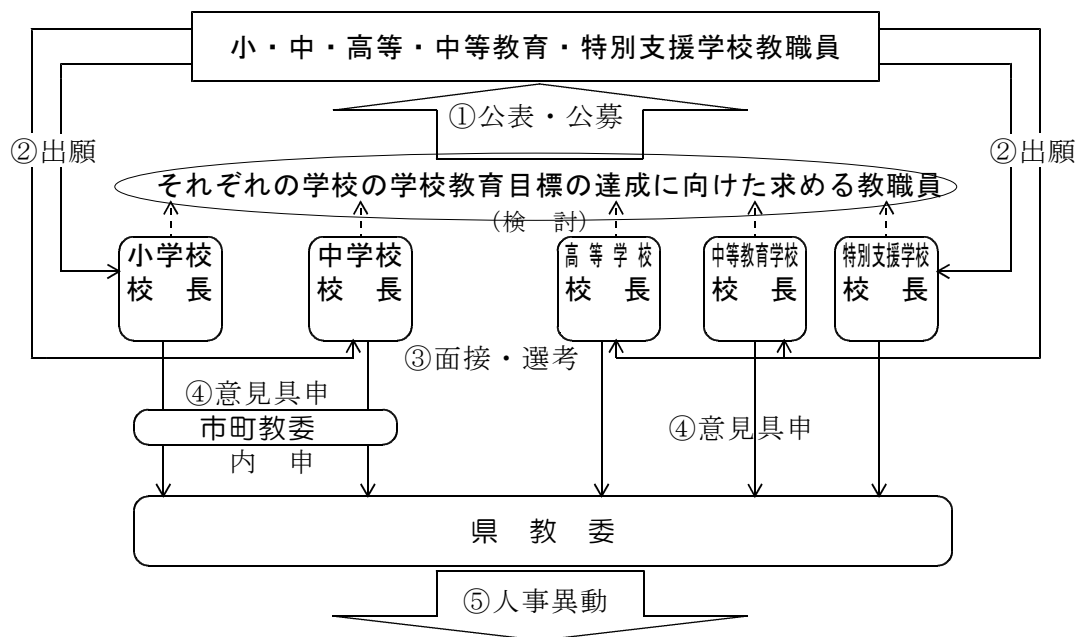 小・中・高等・中等教育・特別支援学校教職員
①公表・公募
②出願
②出願
それぞれの学校の学校教育目標の達成に向けた求める教職員
(検　討)
小学校
校　長
中学校
校　長
高等学校
校　長
中等教育学校
校　長
特別支援学校
校　長
③面接・選考
④意見具申
市町教委
内　申
④意見具申
県　教　委
⑤人事異動